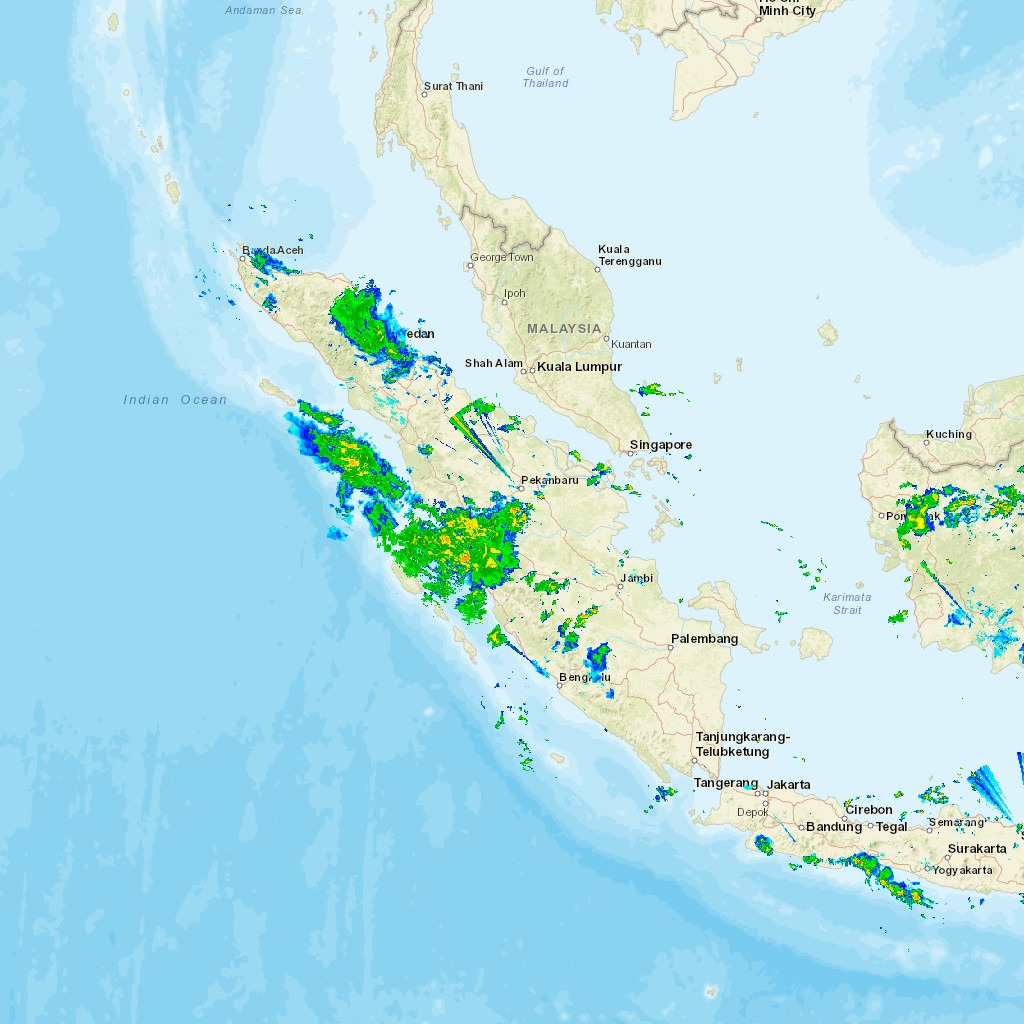 Andaman Sea
Minh City
Gulf of
Thailand
Surat Thani
Banda Aceh
George Town
Kuala
Terengganu
Ipoh
MALAYSIA
edan
Kuantan
Shah Alam
Kuala Lumpur
Indian Ocean
Singapore
Kuching
Pekanbaru
Jambi
Karimata
Strait
Palembang
Tanjungkarang-
Telubketung
Tangerang
Jakarta
Depok
Cirebon
Bandung
Tegal
Semarang
Surakarta
Yogyakarta